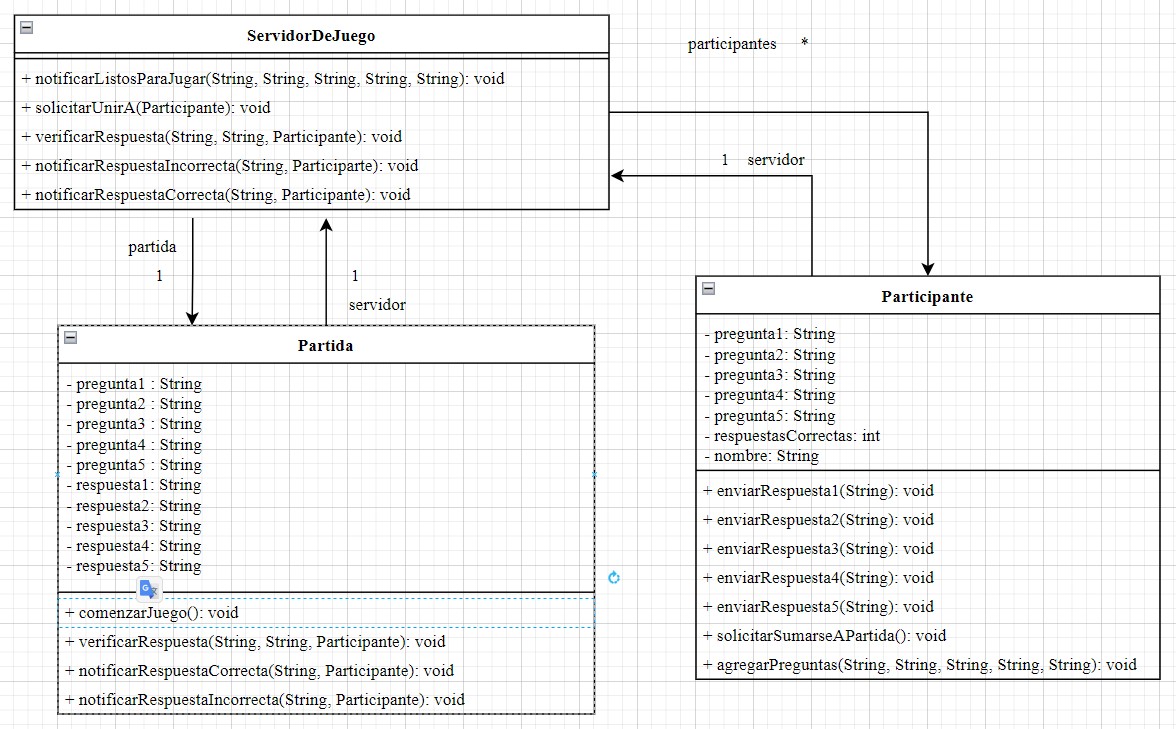 ServidorDeJuego
+ notificarListosParaJugar(String, String, String, String, String): void
+ solicitarUnirA(Participante): void
+ verificarRespuesta(String, String, Participante): void
+ notificarRespuestaIncorrecta(String, Participarte): void
+ notificarRespuestaCorrecta(String, Participante): void
participantes *
1 servidor
partida
1
1
servidor
Partida
- pregunta1 : String
- pregunta2 : String
- pregunta3 : String
- pregunta4 : String
- pregunta5 : String
- respuesta1: String
- respuesta2: String
- respuesta3: String
- respuesta4: String
- respuesta5: String
+ comenzarJuego(): void
+ verificarRespuesta(String, String, Participante): void
+ notificarRespuestaCorrecta(String, Participante): void
+ notificarRespuestaIncorrecta(String, Participante): void
Participante
- pregunta1: String
- pregunta2: String
- pregunta3: String
- pregunta4: String
- pregunta5: String
- respuestasCorrectas: int
- nombre: String
+ enviarRespuesta1(String): void
+ enviarRespuesta2(String): void
+ enviarRespuesta3(String): void
+ enviarRespuesta4(String): void
+ enviarRespuesta5(String): void
+ solicitarSumarseAPartida(): void
+ agregarPreguntas(String, String, String, String, String): void